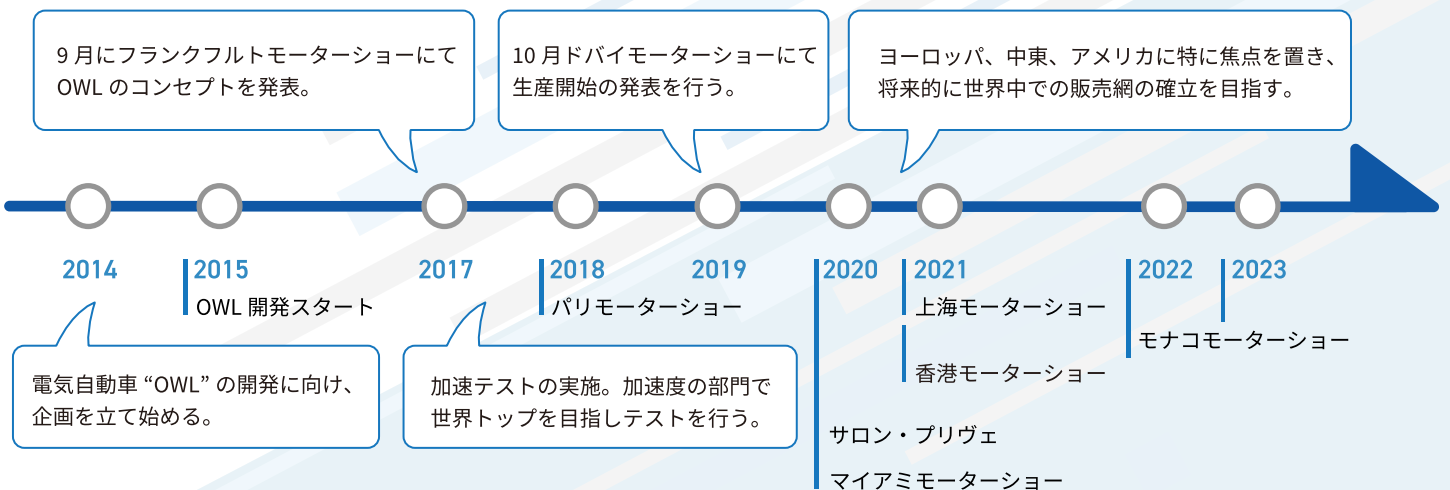 9 月にフランクフルトモーターショーにて
OWL のコンセプトを発表。
10 月ドバイモーターショーにて
生産開始の発表を行う。
ヨーロッパ、中東、アメリカに特に焦点を置き、
将来的に世界中での販売網の確立を目指す。
2014
2015
2017
2018
2019
2020
2021
2022
2023
OWL 開発スタート
パリモーターショー
上海モーターショー
モナコモーターショー
香港モーターショー
電気自動車 “OWL” の開発に向け、
企画を立て始める。
加速テストの実施。加速度の部門で
世界トップを目指しテストを行う。
サロン・プリヴェ
マイアミモーターショー